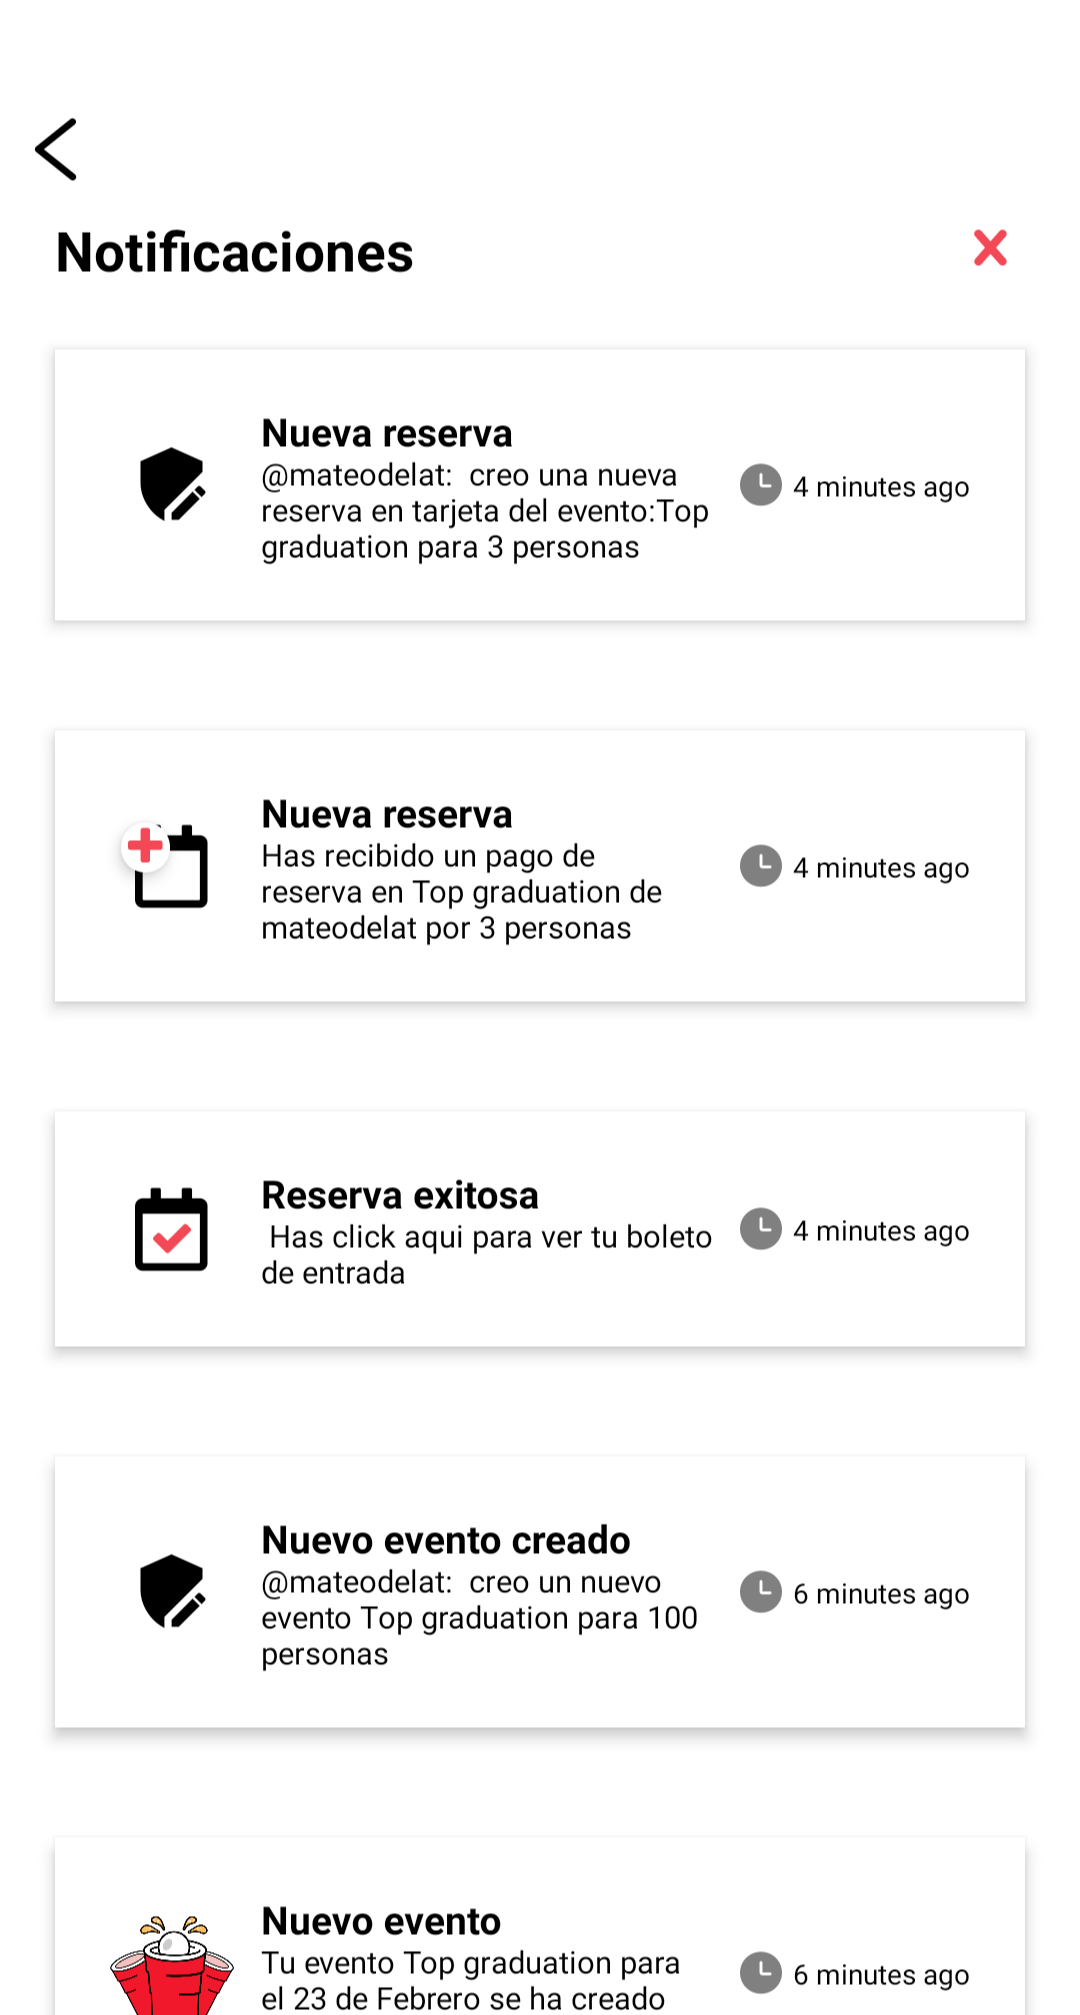 Notificaciones
Nueva reserva
@mateodelat:  creo una nueva
reserva en tarjeta del evento:Top
graduation para 3 personas
4 minutes ago
Nueva reserva
Has recibido un pago de
reserva en Top graduation de
mateodelat por 3 personas
4 minutes ago
Reserva exitosa
Has click aqui para ver tu boleto
de entrada
4 minutes ago
Nuevo evento creado
@mateodelat:  creo un nuevo
evento Top graduation para 100
personas
6 minutes ago
Nuevo evento
Tu evento Top graduation para
el 23 de Febrero se ha creado
6 minutes ago